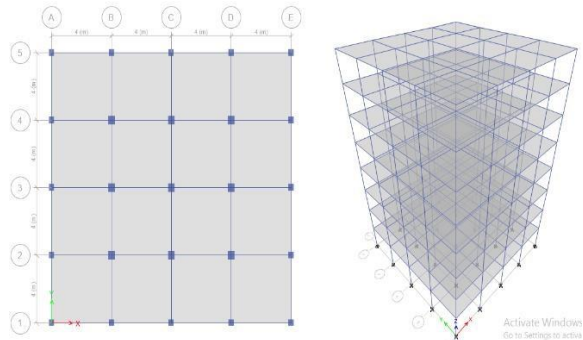 A B C D E
4 (m) 4 (m) 4 (m) 4 (m)
5
4 (m)
4
4 (m)
3
4 (m)
2
4 (m)
Y
1
X
Z
Y X
Activate Windows
Go to Settings to activa